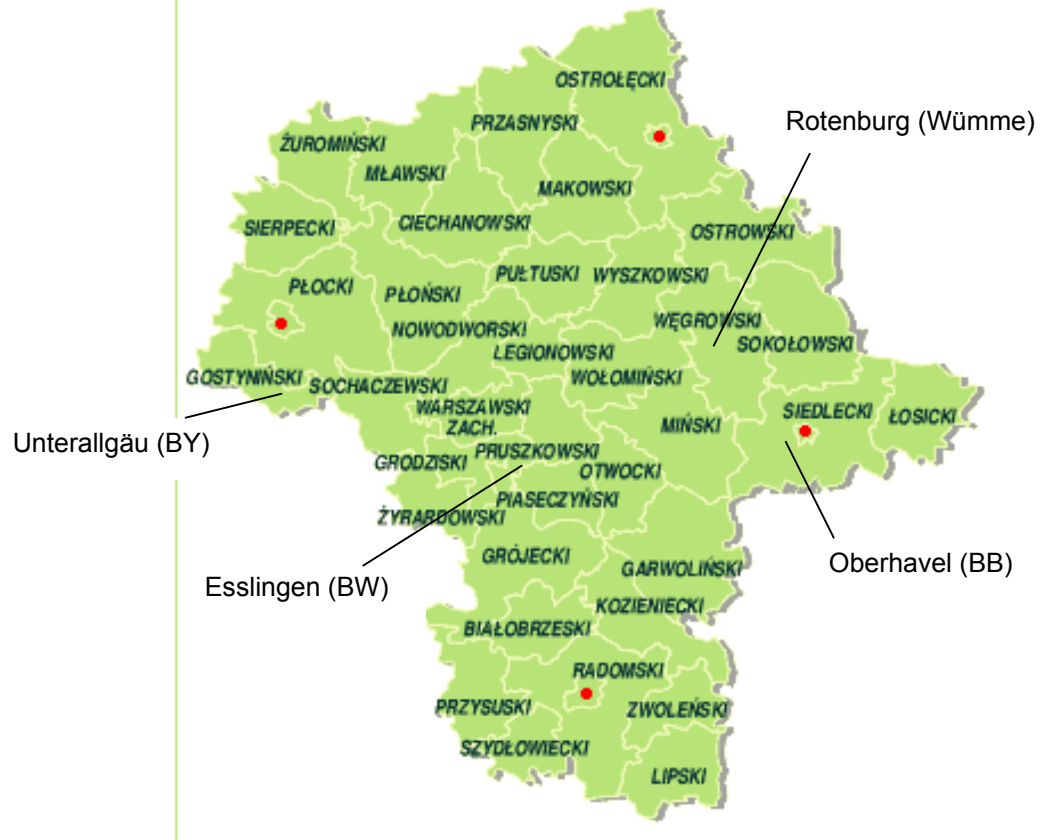 OSTROŁĘCKI
Rotenburg (Wümme)
PRZASNYSKI
ŻUROMIŃSKI
MŁAWSKI
MAKOWSKI
CIECHANOWSKI
SIERPECKI
OSTROWSKI
PUŁTUSKI
WYSZKOWSKI
PŁOCKI
PŁOŃSKI
WĘGROWSKI
NOWODWORSKI
SOKOŁOWSKI
LEGIONOWSKI
GOSTYNIŃSKI
WOŁOMIŃSKI
SOCHACZEWSKI
WARSZAWSKI
ZACH.
SIEDLECKI
ŁOSICKI
MIŃSKI
Unterallgäu (BY)
PRUSZKOWSKI
GRODZISKI
OTWOCKI
PIASECZYŃSKI
ŻYRARDOWSKI
GRÓJECKI
Oberhavel (BB)
GARWOLIŃSKI
Esslingen (BW)
KOZIENIECKI
BIAŁOBRZESKI
RADOMSKI
PRZYSUSKI
ZWOLEŃSKI
SZYDŁOWIECKI
LIPSKI